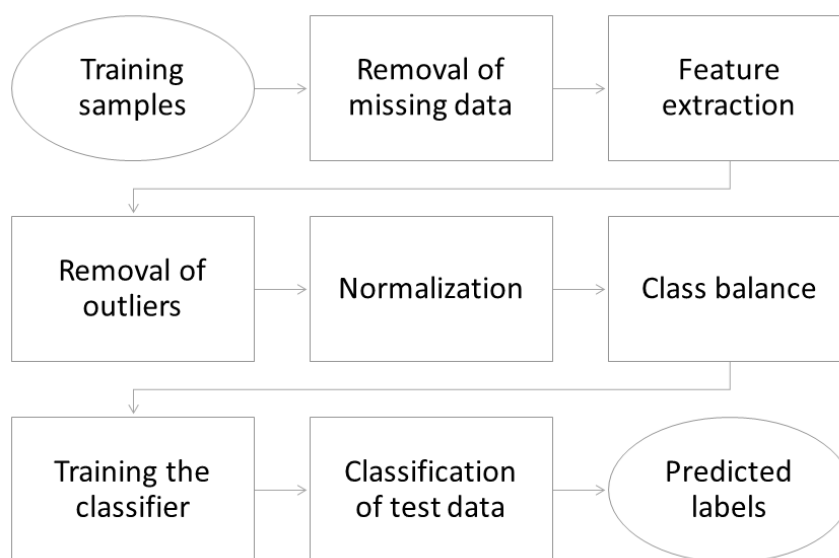 Training
samples
Removal of
missing data
Feature
extraction
Removal of
outliers
Normalization
Class balance
Training the
classifier
Classification
of test data
Predicted
labels